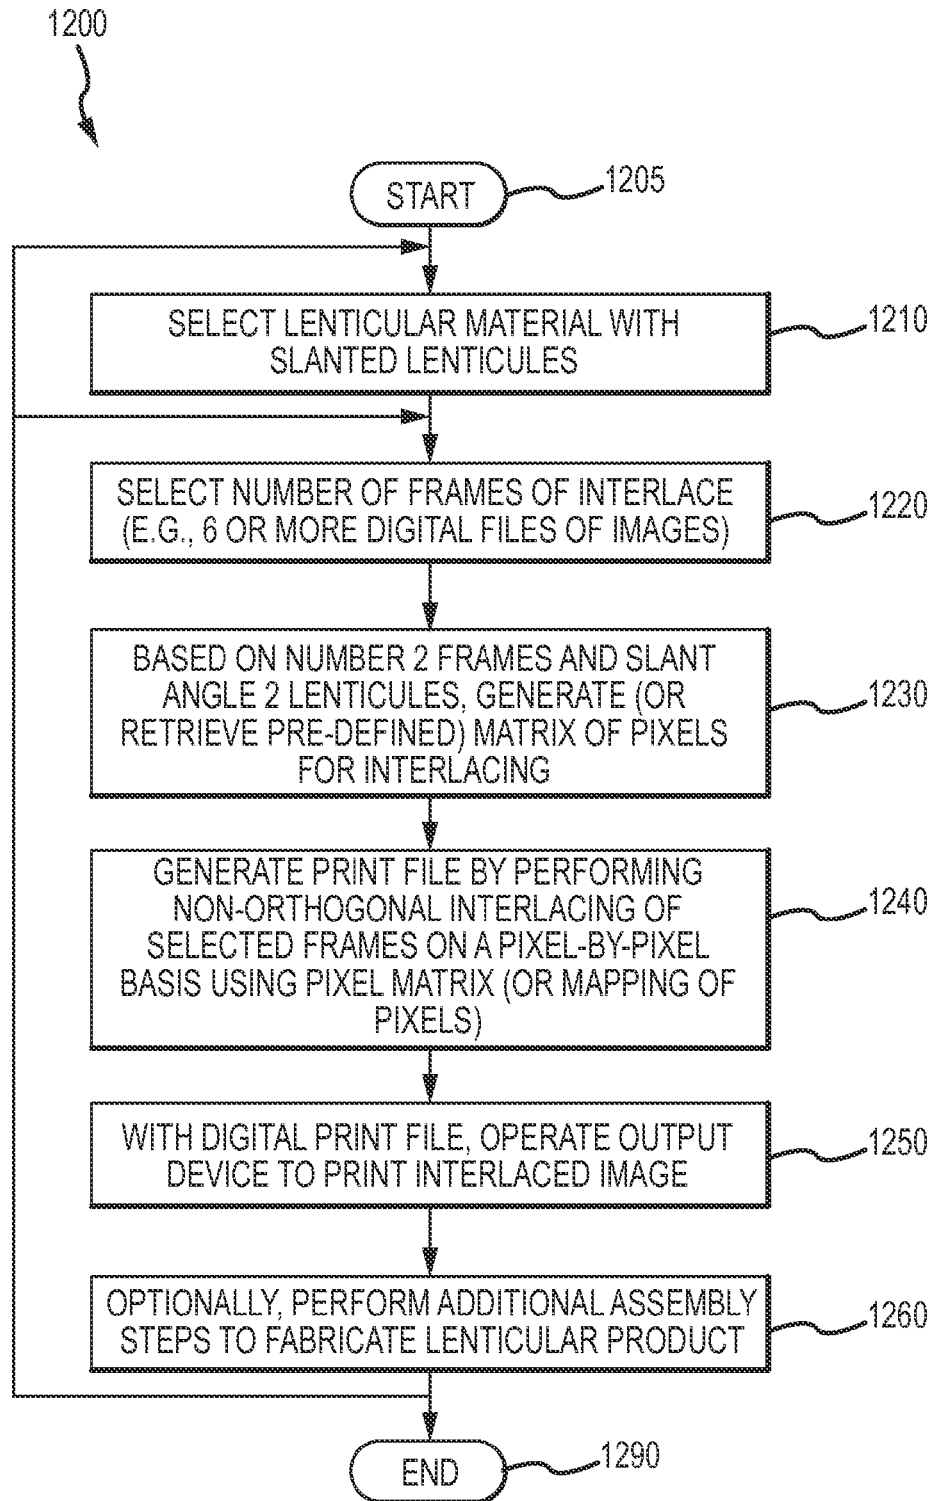 1200
START
1205
SELECT LENTICULAR MATERIAL WITH
SLANTED LENTICULES
1210
SELECT NUMBER OF FRAMES OF INTERLACE
(E.G., 6 OR MORE DIGITAL FILES OF IMAGES)
1220
BASED ON NUMBER 2 FRAMES AND SLANT
ANGLE 2 LENTICULES, GENERATE (OR
RETRIEVE PRE-DEFINED) MATRIX OF PIXELS
FOR INTERLACING
1230
GENERATE PRINT FILE BY PERFORMING
NON-ORTHOGONAL INTERLACING OF
SELECTED FRAMES ON A PIXEL-BY-PIXEL
BASIS USING PIXEL MATRIX (OR MAPPING OF
PIXELS)
1240
WITH DIGITAL PRINT FILE, OPERATE OUTPUT
DEVICE TO PRINT INTERLACED IMAGE
1250
OPTIONALLY, PERFORM ADDITIONAL ASSEMBLY
STEPS TO FABRICATE LENTICULAR PRODUCT
1260
END
1290